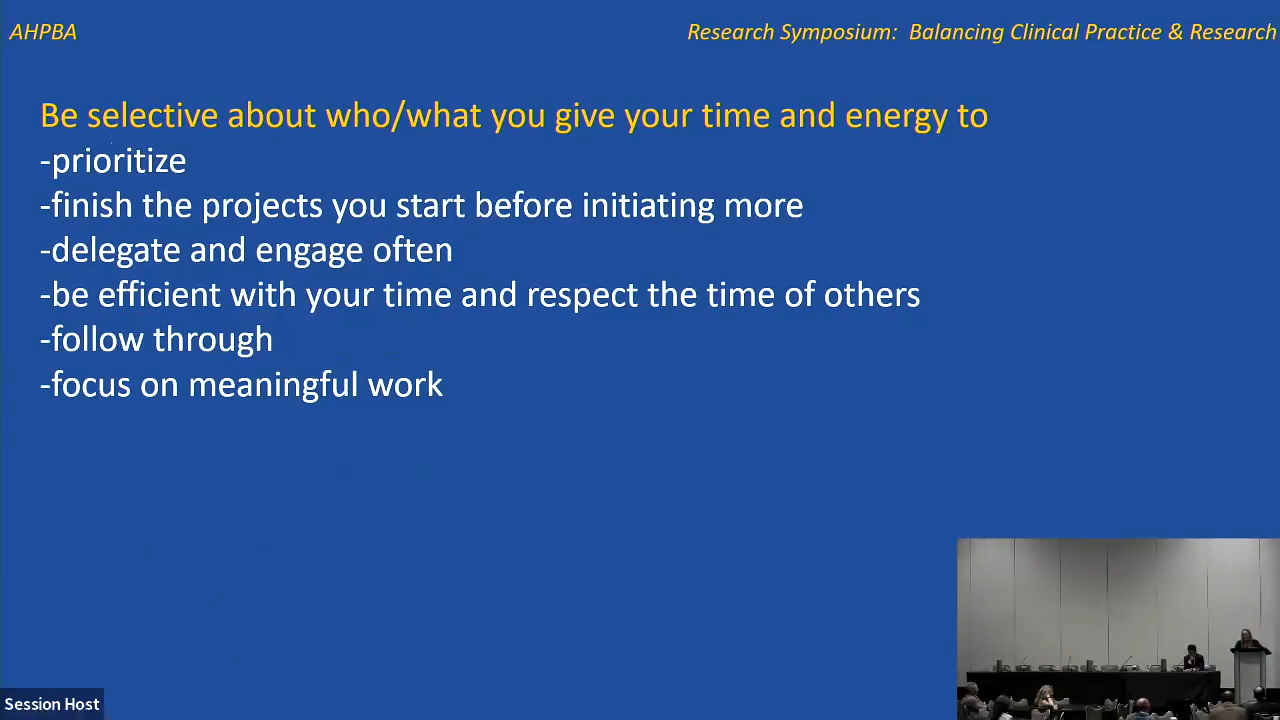 AHPBA
Research Symposium:  Balancing Clinical Practice & Research
Be selective about who/what you give your time and energy to
-prioritize
-finish the projects you start before initiating more
-delegate and engage often
-be efficient with your time and respect the time of others
-follow through
-focus on meaningful work
Session Host